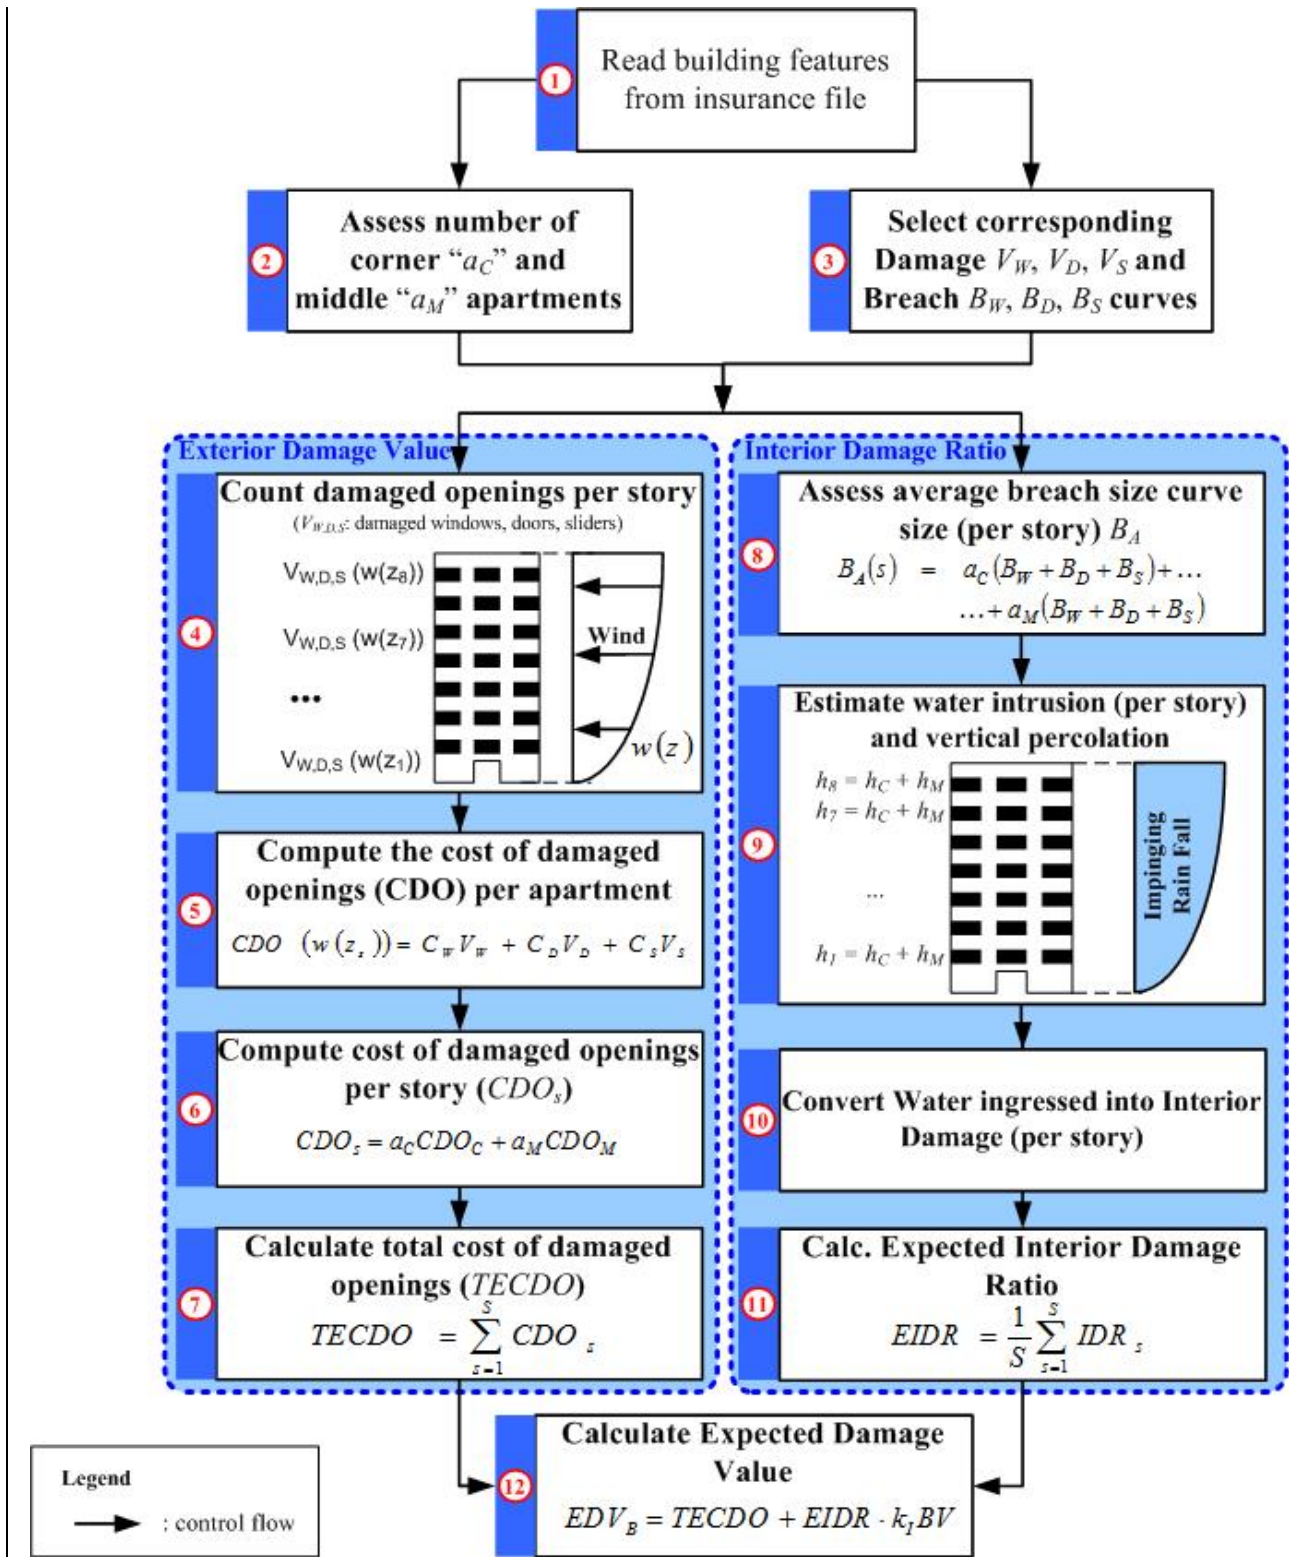 1
Read building features
from insurance file
2
Assess number of
corner “a_C” and
middle “a_M” apartments
3
Select corresponding
Damage V_W, V_D, V_S and
Breach B_W, B_D, B_S curves
Exterior Damage Value
4
Count damaged openings per story
(V_{W,D,S}: damaged windows, doors, sliders)
V_{W,D,S} (w(z_8))
V_{W,D,S} (w(z_7))
...
V_{W,D,S} (w(z_1))
Wind
w(z)
5
Compute the cost of damaged
openings (CDO) per apartment
CDO (w(z_s)) = C_W V_W + C_D V_D + C_S V_S
6
Compute cost of damaged openings
per story (CDO_s)
CDO_s = a_C CDO_C + a_M CDO_M
7
Calculate total cost of damaged
openings (TECDO)
TECDO = \sum_{s=1}^{S} CDO_s
Interior Damage Ratio
8
Assess average breach size curve
size (per story) B_A
B_A(s) = a_C(B_W + B_D + B_S) + ...
... + a_M(B_W + B_D + B_S)
9
Estimate water intrusion (per story)
and vertical percolation
h_8 = h_C + h_M
h_7 = h_C + h_M
...
h_1 = h_C + h_M
Impinging
Rain Fall
10
Convert Water ingressed into Interior
Damage (per story)
11
Calc. Expected Interior Damage
Ratio
EIDR = \frac{1}{S} \sum_{s=1}^{S} IDR_s
12
Calculate Expected Damage
Value
EDV_B = TECDO + EIDR · k_I BV
Legend
: control flow